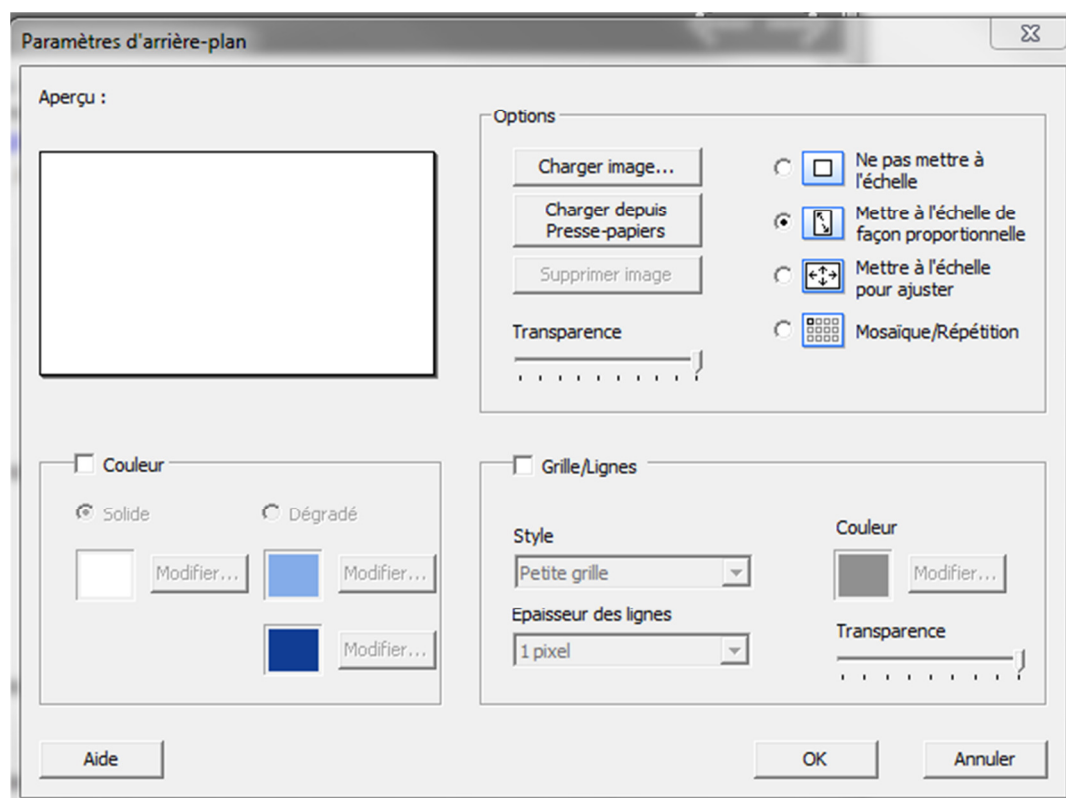 Paramètres d'arrière-plan
Aperçu :
Options
Charger image...
Charger depuis
Presse-papiers
Supprimer image
Transparence
Ne pas mettre à
l'échelle
Mettre à l'échelle de
façon proportionnelle
Mettre à l'échelle
pour ajuster
Mosaïque/Répétition
Couleur
Solide
Dégradé
Modifier...
Modifier...
Modifier...
Grille/Lignes
Style
Petite grille
Epaisseur des lignes
1 pixel
Couleur
Modifier...
Transparence
Aide
OK
Annuler